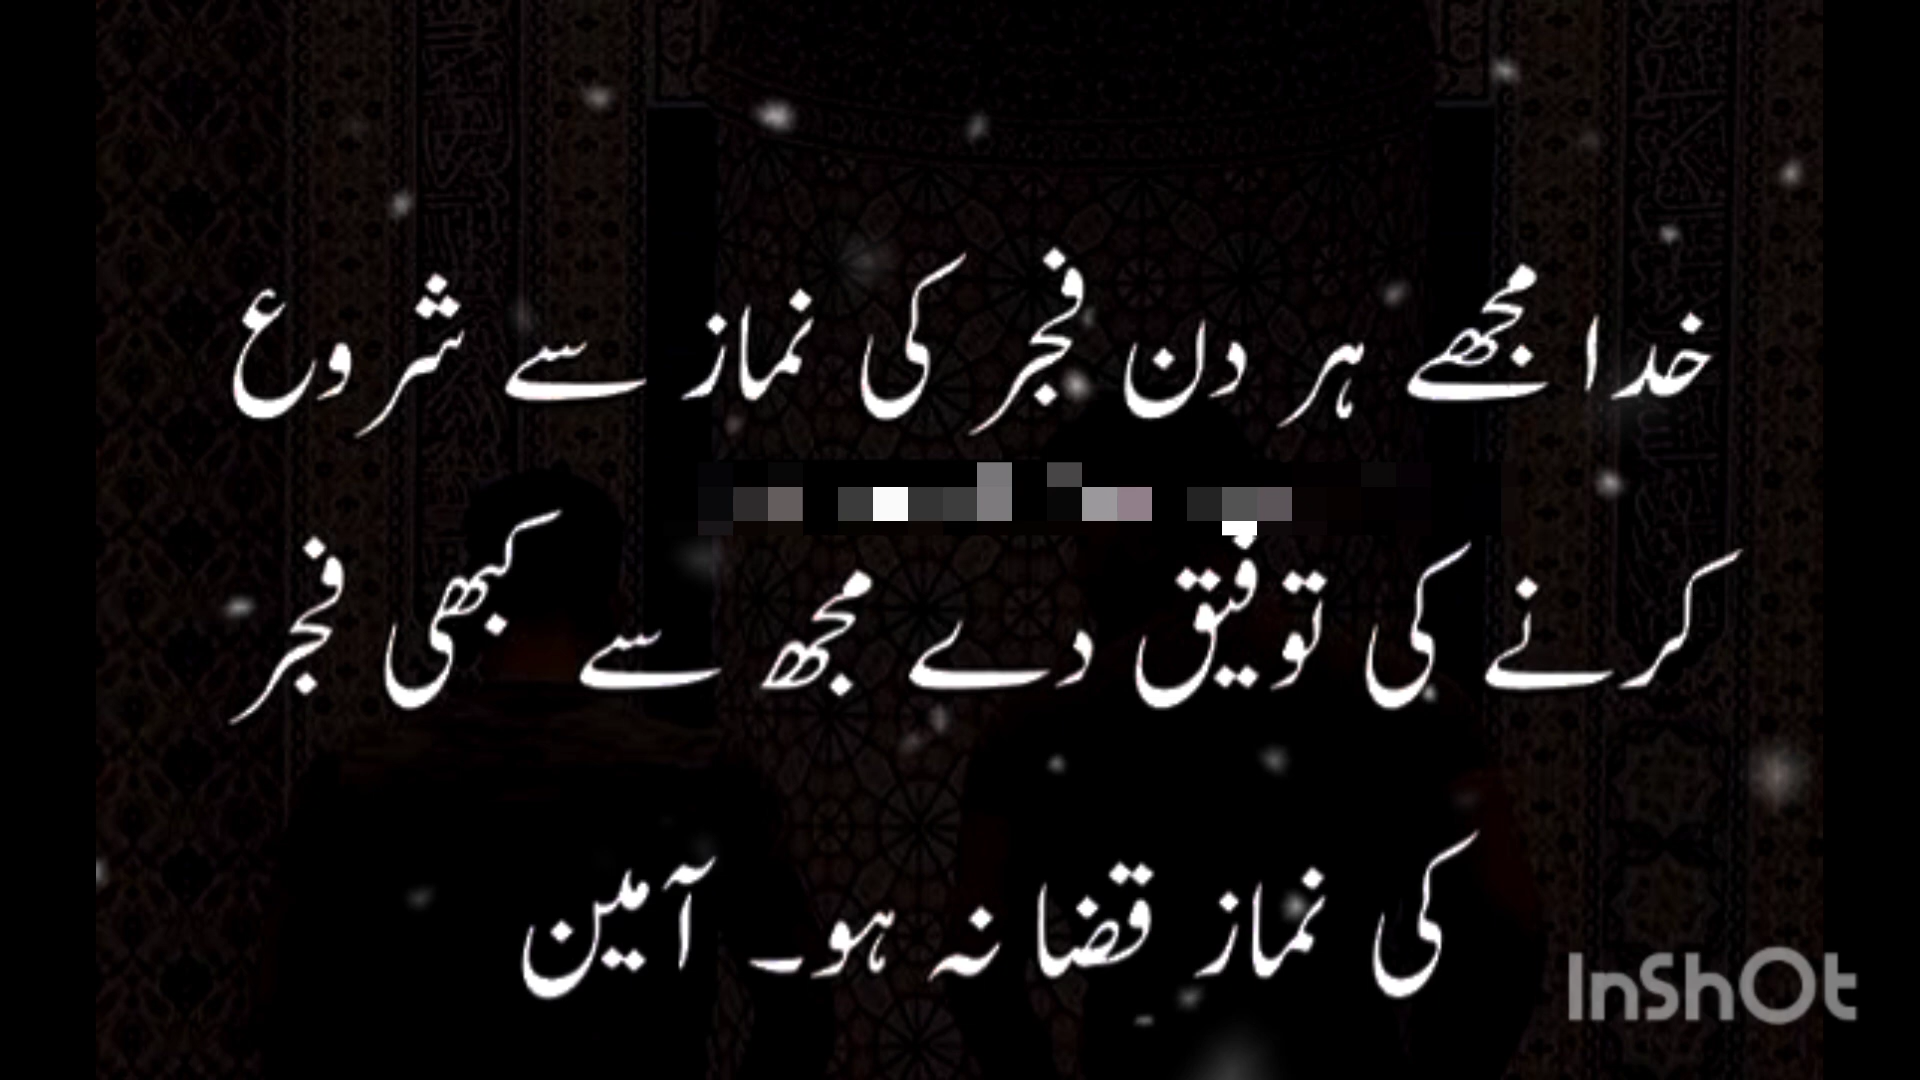 خدا مجھے ہر دن فجر کی نماز سے شروع
کرنے کی توفیق دے مجھ سے کبھی فجر
کی نماز قضا نہ ہو۔ آمین
InShOt